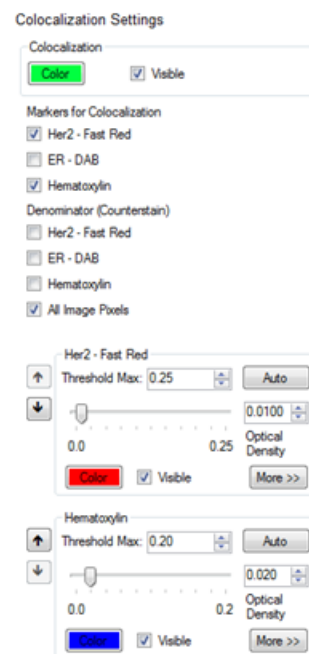 Colocalization Settings
Colocalization
Color Visible
Markers for Colocalization
Her2 - Fast Red
ER - DAB
Hematoxylin
Denominator (Counterstain)
Her2 - Fast Red
ER - DAB
Hematoxylin
All Image Pixels
Her2 - Fast Red
Threshold Max: 0.25 Auto
0.0100
0.0 0.25 Optical
Density
Color Visible More >>
Hematoxylin
Threshold Max: 0.20 Auto
0.020
0.0 0.2 Optical
Density
Color Visible More >>